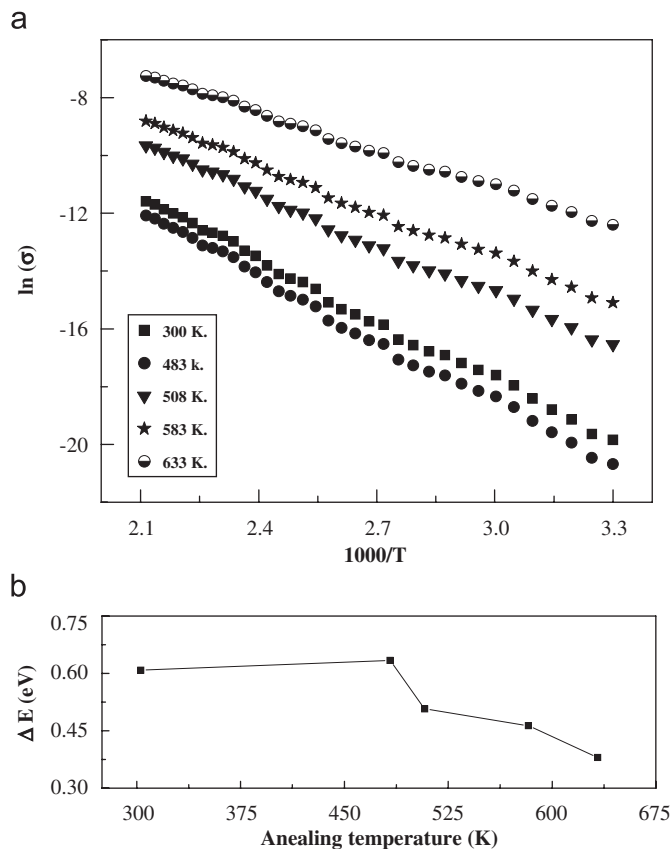 a
ln (σ)
-8
-12
-16
-20
300 K.
483 k.
508 K.
583 K.
633 K.
2.1 2.4 2.7 3.0 3.3
1000/T
b
Δ E (eV)
0.75
0.60
0.45
0.30
300 375 450 525 600 675
Anealing temperature (K)